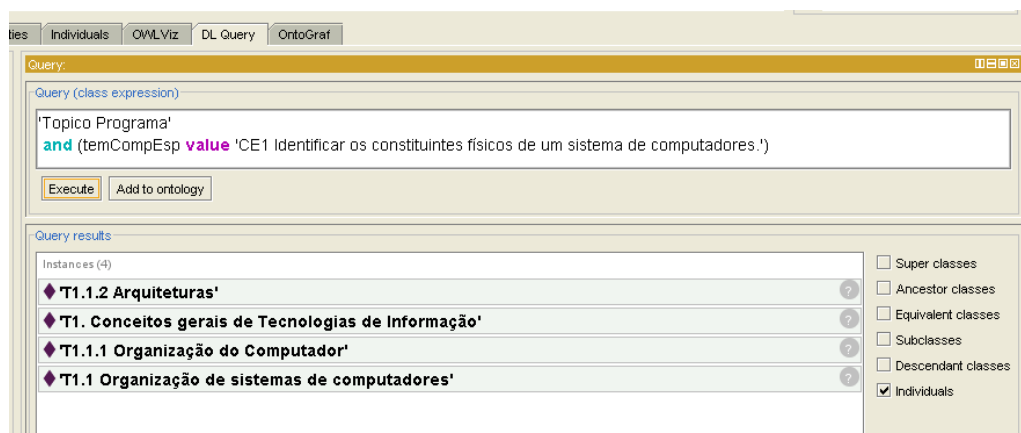 ties Individuals OWLViz DL Query OntoGraf
Query:
Query (class expression)
'Topico Programa'
and (temCompEsp value 'CE1 Identificar os constituintes físicos de um sistema de computadores.')
Execute Add to ontology
Query results
Instances (4)
'T1.1.2 Arquiteturas' ?
'T1. Conceitos gerais de Tecnologias de Informação' ?
'T1.1.1 Organização do Computador' ?
'T1.1 Organização de sistemas de computadores' ?
Super classes
Ancestor classes
Equivalent classes
Subclasses
Descendant classes
Individuals